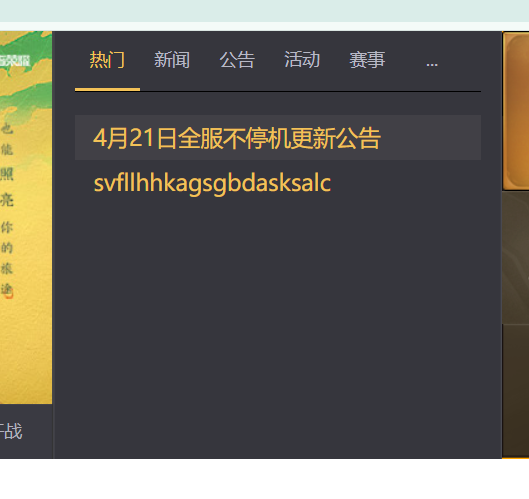 热门 新闻 公告 活动 赛事 ...
4月21日全服不停机更新公告
svfllhhkagsgbdasksalc
也
能
照
亮
你
的
旅
途
战